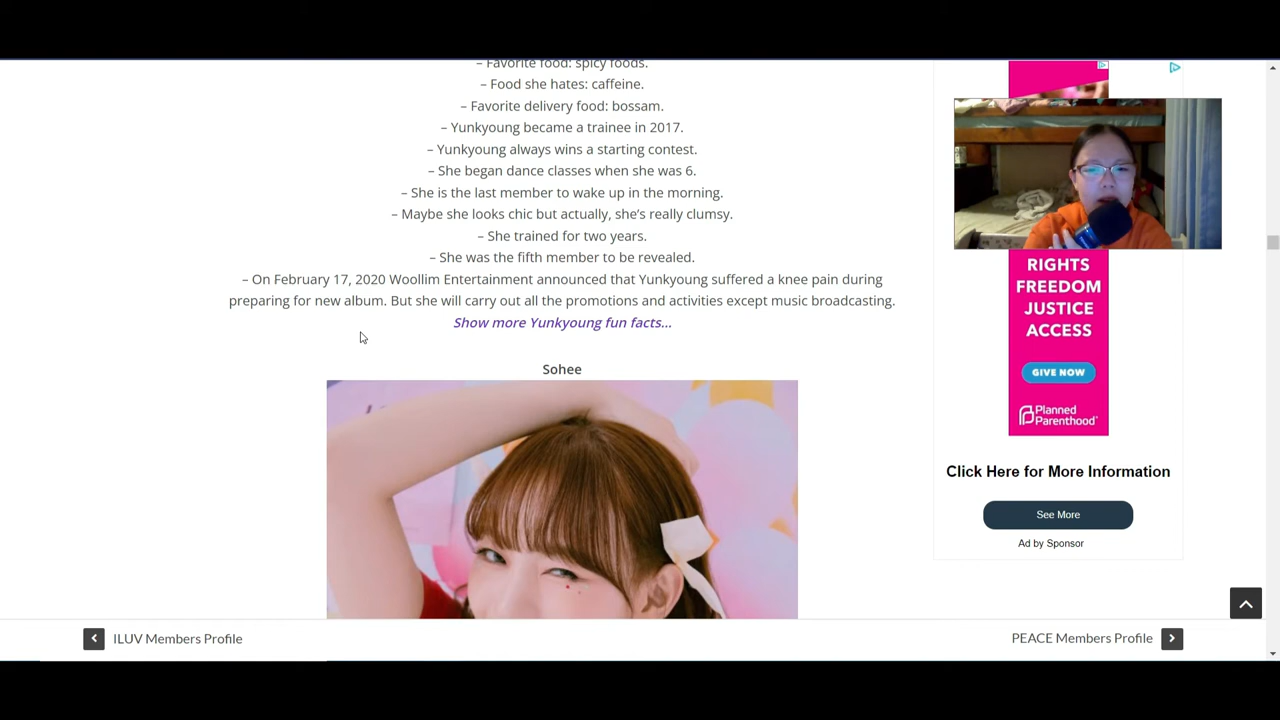 – Favorite food: spicy foods.
– Food she hates: caffeine.
– Favorite delivery food: bossam.
– Yunkyoung became a trainee in 2017.
– Yunkyoung always wins a starting contest.
– She began dance classes when she was 6.
– She is the last member to wake up in the morning.
– Maybe she looks chic but actually, she's really clumsy.
– She trained for two years.
– She was the fifth member to be revealed.
– On February 17, 2020 Woollim Entertainment announced that Yunkyoung suffered a knee pain during
preparing for new album. But she will carry out all the promotions and activities except music broadcasting.
Show more Yunkyoung fun facts...
Sohee
RIGHTS
FREEDOM
JUSTICE
ACCESS
GIVE NOW
Planned
Parenthood
Click Here for More Information
See More
Ad by Sponsor
ILUV Members Profile
PEACE Members Profile